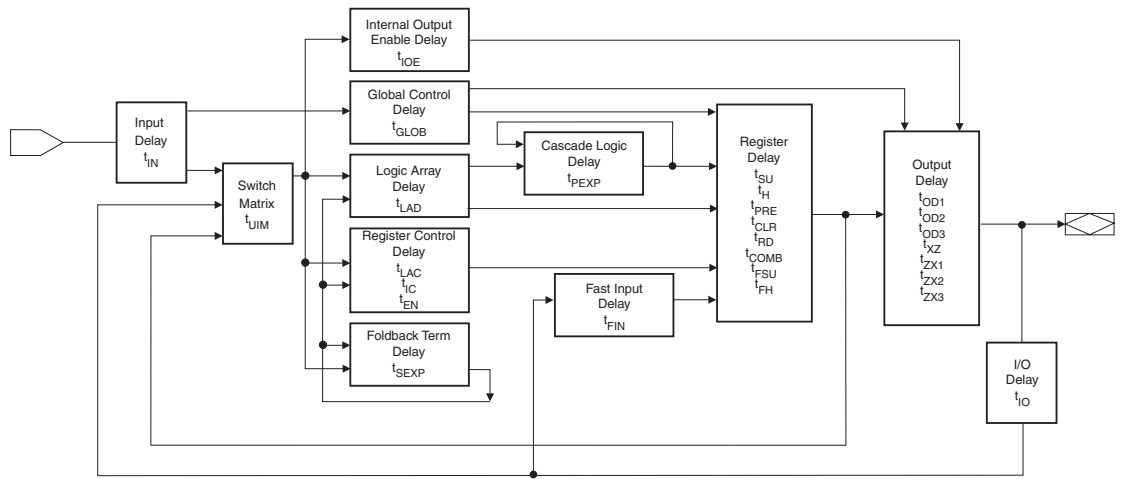 Internal Output
Enable Delay
tIOE
Global Control
Delay
tGLOB
Input
Delay
tIN
Switch
Matrix
tUIM
Logic Array
Delay
tLAD
Cascade Logic
Delay
tPEXP
Register Control
Delay
tLAC
tIC
tEN
Fast Input
Delay
tFIN
Foldback Term
Delay
tSEXP
Register
Delay
tSU
tH
tPRE
tCLR
tRD
tCOMB
tFSU
tFH
Output
Delay
tOD1
tOD2
tOD3
tXZ
tZX1
tZX2
tZX3
I/O
Delay
tIO